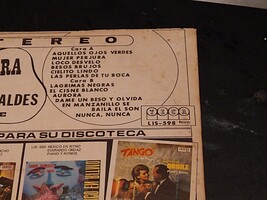 STEREO
Cara A
AQUELLOS OJOS VERDES
MUJER PERJURA
LOCO DESVELO
BESOS BRUJOS
CIELITO LINDO
LAS PERLAS DE TU BOCA
Cara B
LAGRIMAS NEGRAS
EL CISNE BLANCO
AURORA
DAME UN BESO Y OLVIDA
EN MANZANILLO SE
BAILA EL SON
NUNCA, NUNCA
RA
ALDES
TECA
LIS-598
PARA SU DISCOTECA
TANGO